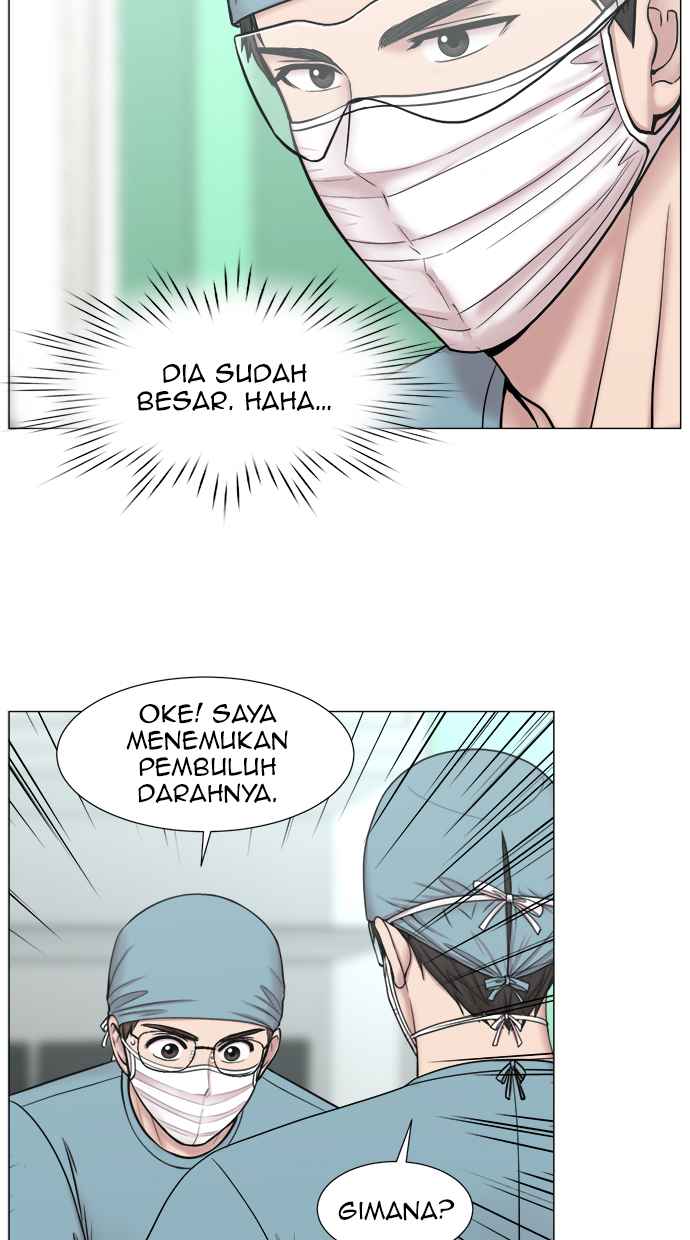 DIA SUDAH
BESAR. HAHA...
OKE! SAYA
MENEMUKAN
PEMBULUH
DARAHNYA.
GIMANA?